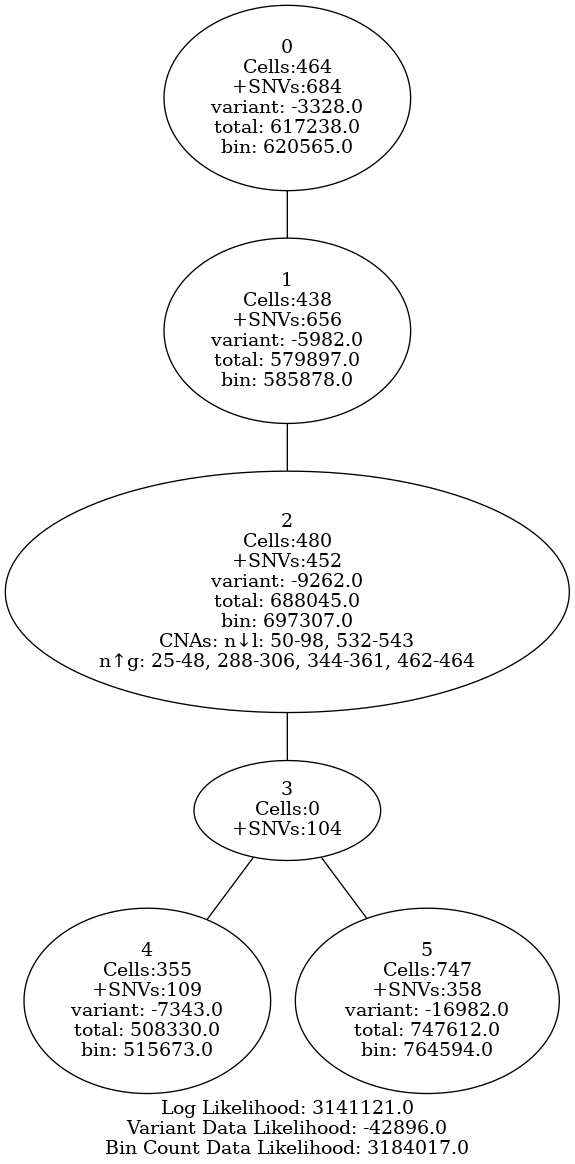 0
Cells:464
+SNVs:684
variant: -3328.0
total: 617238.0
bin: 620565.0
1
Cells:438
+SNVs:656
variant: -5982.0
total: 579897.0
bin: 585878.0
2
Cells:480
+SNVs:452
variant: -9262.0
total: 688045.0
bin: 697307.0
CNAs: n↓l: 50-98, 532-543
n↑g: 25-48, 288-306, 344-361, 462-464
3
Cells:0
+SNVs:104
4
Cells:355
+SNVs:109
variant: -7343.0
total: 508330.0
bin: 515673.0
5
Cells:747
+SNVs:358
variant: -16982.0
total: 747612.0
bin: 764594.0
Log Likelihood: 3141121.0
Variant Data Likelihood: -42896.0
Bin Count Data Likelihood: 3184017.0